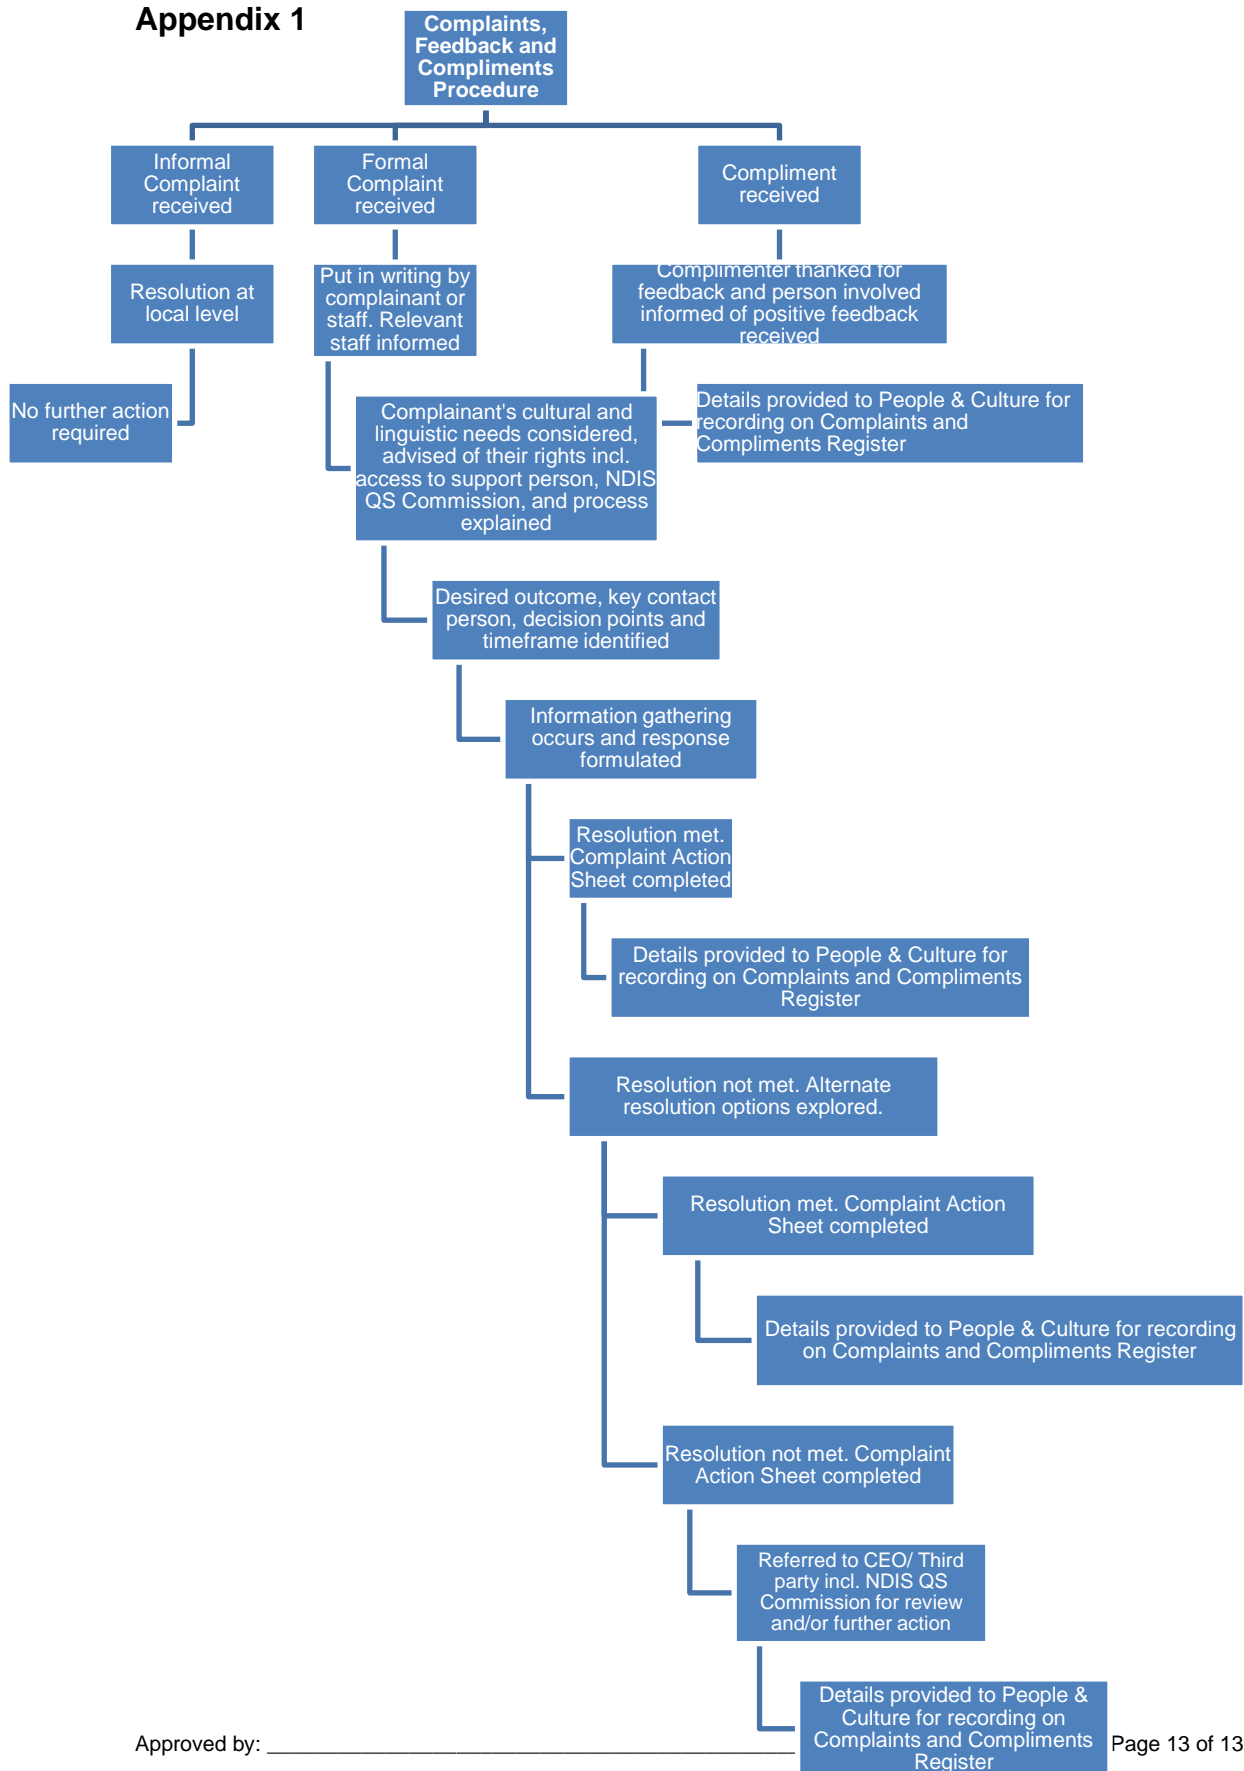 Appendix 1
Complaints,
Feedback and
Compliments
Procedure
Informal
Complaint
received
Formal
Complaint
received
Compliment
received
Resolution at
local level
Put in writing by
complainant or
staff. Relevant
staff informed
Complimenter thanked for
feedback and person involved
informed of positive feedback
received
No further action
required
Complainant's cultural and
linguistic needs considered,
advised of their rights incl.
access to support person, NDIS
QS Commission, and process
explained
Details provided to People & Culture for
recording on Complaints and
Compliments Register
Desired outcome, key contact
person, decision points and
timeframe identified
Information gathering
occurs and response
formulated
Resolution met.
Complaint Action
Sheet completed
Details provided to People & Culture for
recording on Complaints and Compliments
Register
Resolution not met. Alternate
resolution options explored.
Resolution met. Complaint Action
Sheet completed
Details provided to People & Culture for recording
on Complaints and Compliments Register
Resolution not met. Complaint
Action Sheet completed
Referred to CEO/ Third
party incl. NDIS QS
Commission for review
and/or further action
Details provided to People &
Culture for recording on
Complaints and Compliments
Register
Approved by: ______________________________________________
Page 13 of 13